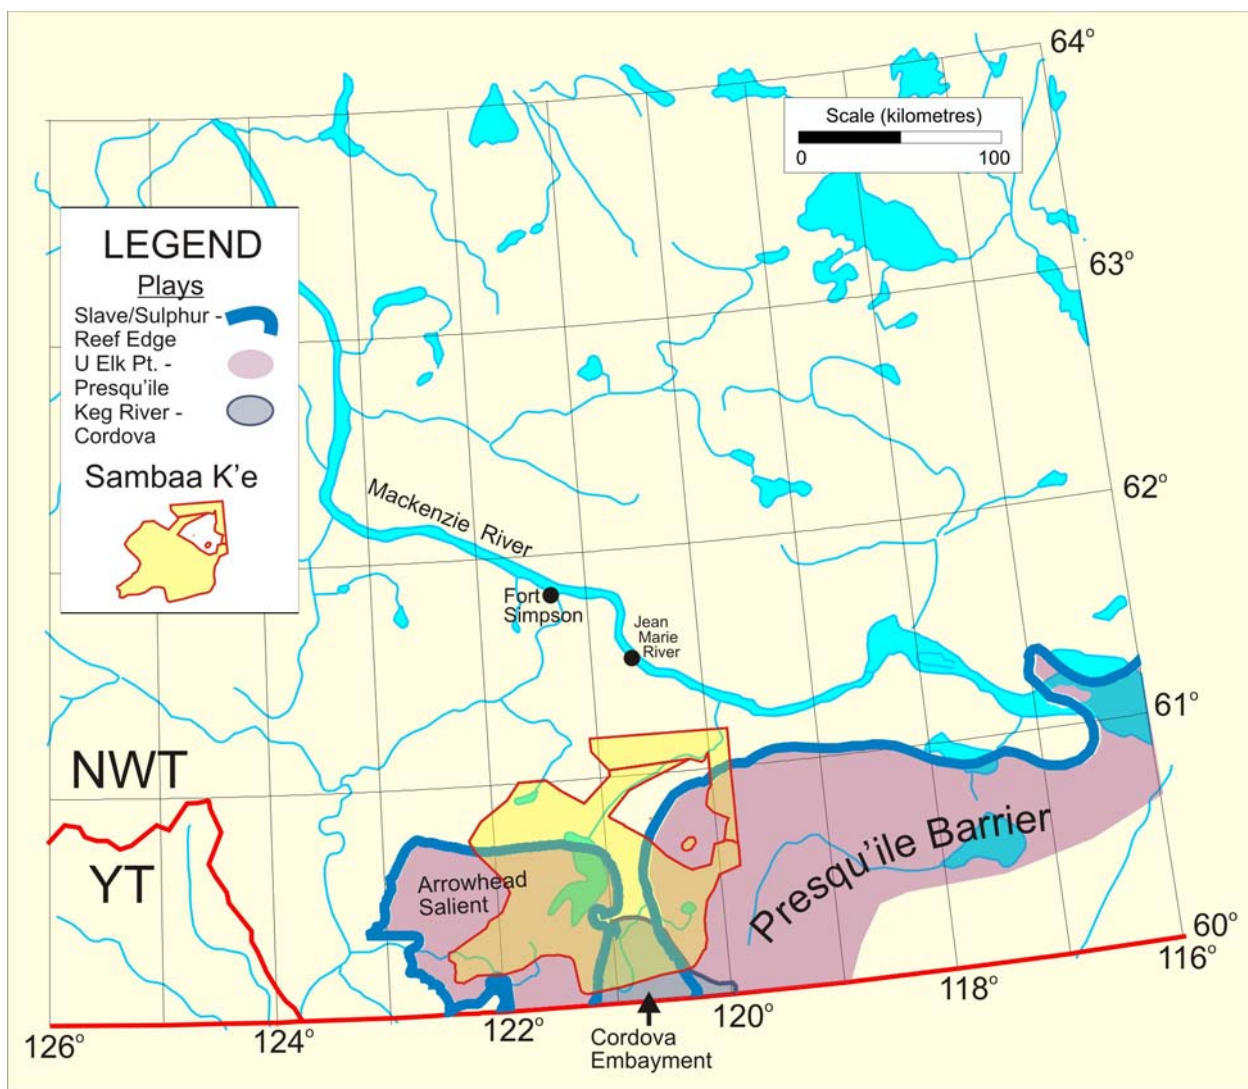 64°
Scale (kilometres)
0 100
63°
LEGEND
Plays
Slave/Sulphur -
Reef Edge
U Elk Pt. -
Presqu'ile
Keg River -
Cordova
Sambaa K'e
62°
Mackenzie River
Fort
Simpson
Jean
Marie
River
61°
NWT
YT
Arrowhead
Salient
Presqu'ile Barrier
60°
116°
118°
120°
122°
124°
126°
Cordova
Embayment